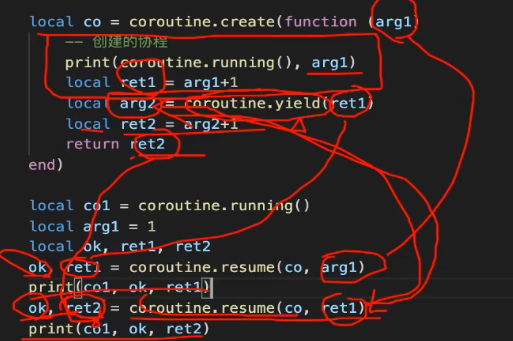 local co = coroutine.create(function (arg1)
-- 创建的协程
print(coroutine.running(), arg1)
local ret1 = arg1+1
local arg2 = coroutine.yield(ret1)
local ret2 = arg2+1
return ret2
end)
local co1 = coroutine.running()
local arg1 = 1
local ok, ret1, ret2
ok, ret1 = coroutine.resume(co, arg1)
print(co1, ok, ret1)
ok, ret2 = coroutine.resume(co, ret1)
print(co1, ok, ret2)